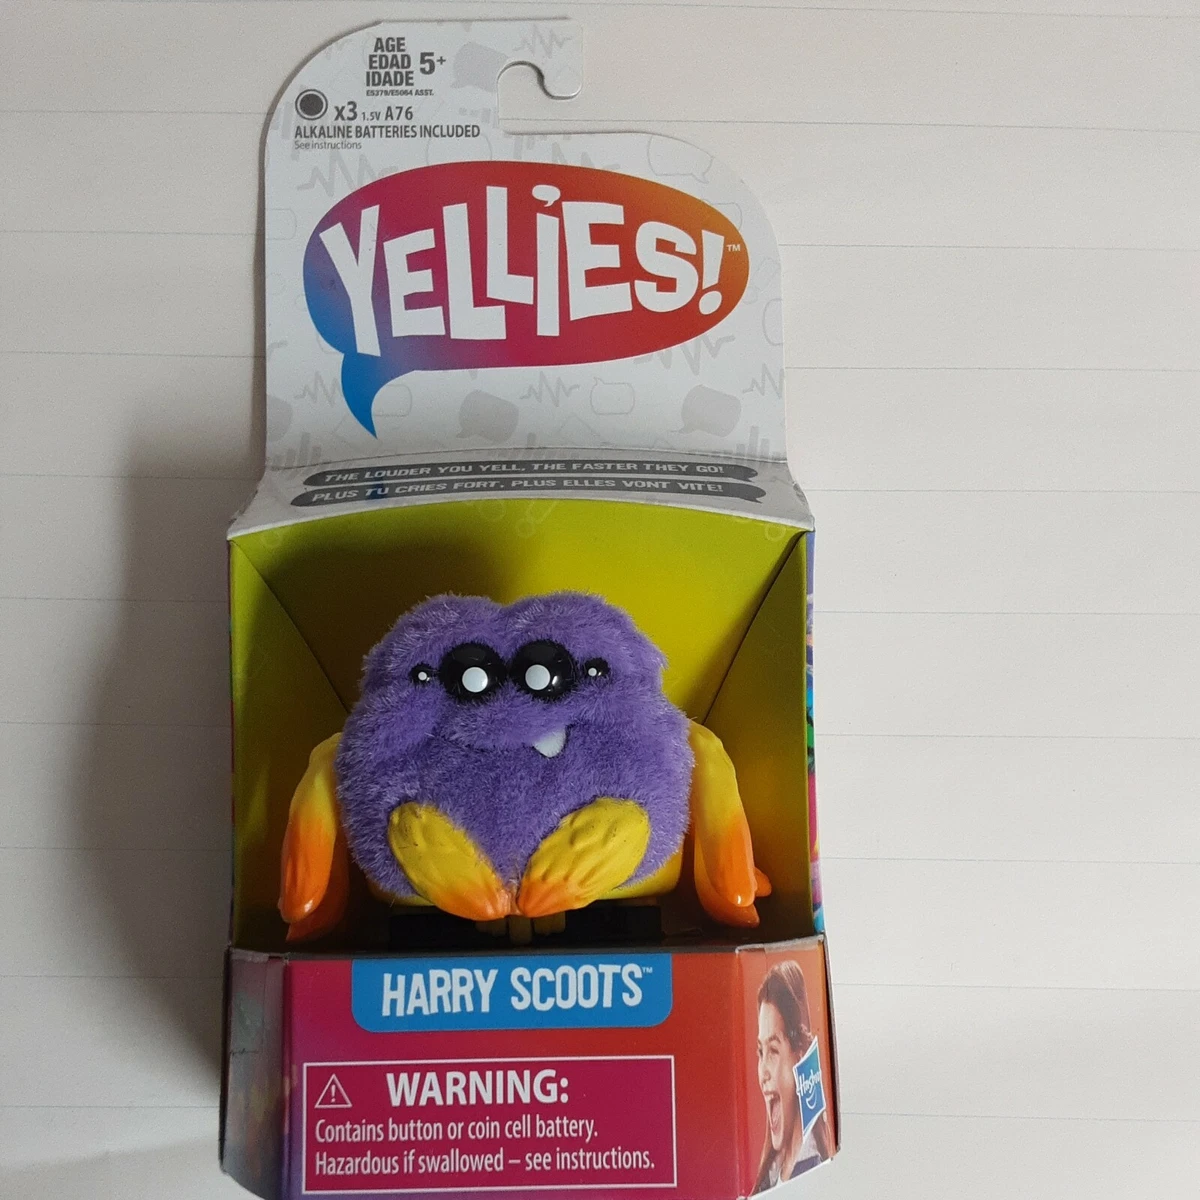 AGE
EDAD
IDADE 5+
E5379/E5064 ASST.
x3 1.5V A76
ALKALINE BATTERIES INCLUDED
See instructions
YELLIES!™
THE LOUDER YOU YELL, THE FASTER THEY GO!
PLUS TU CRIES FORT, PLUS ELLES VONT VITE!
HARRY SCOOTS™
WARNING:
Contains button or coin cell battery.
Hazardous if swallowed – see instructions.
Hasbro